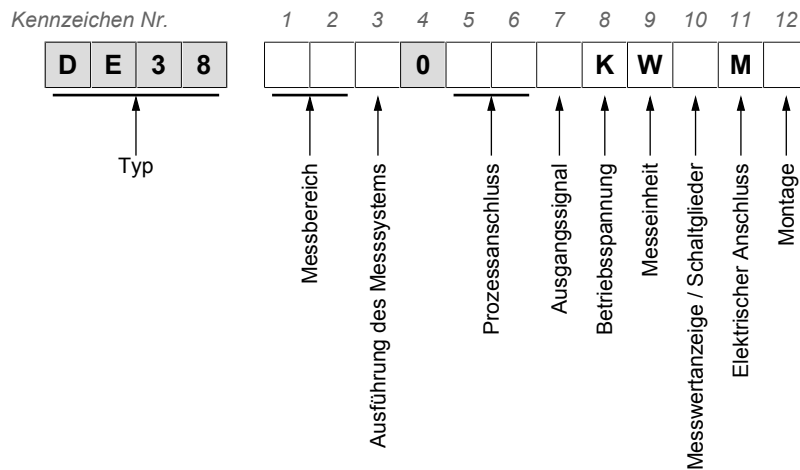 Kennzeichen Nr. 1 2 3 4 5 6 7 8 9 10 11 12
D E 3 8 0 K W M
Typ
Messbereich
Ausführung des Messsystems
Prozessanschluss
Ausgangssignal
Betriebsspannung
Messeinheit
Messwertanzeige / Schaltglieder
Elektrischer Anschluss
Montage